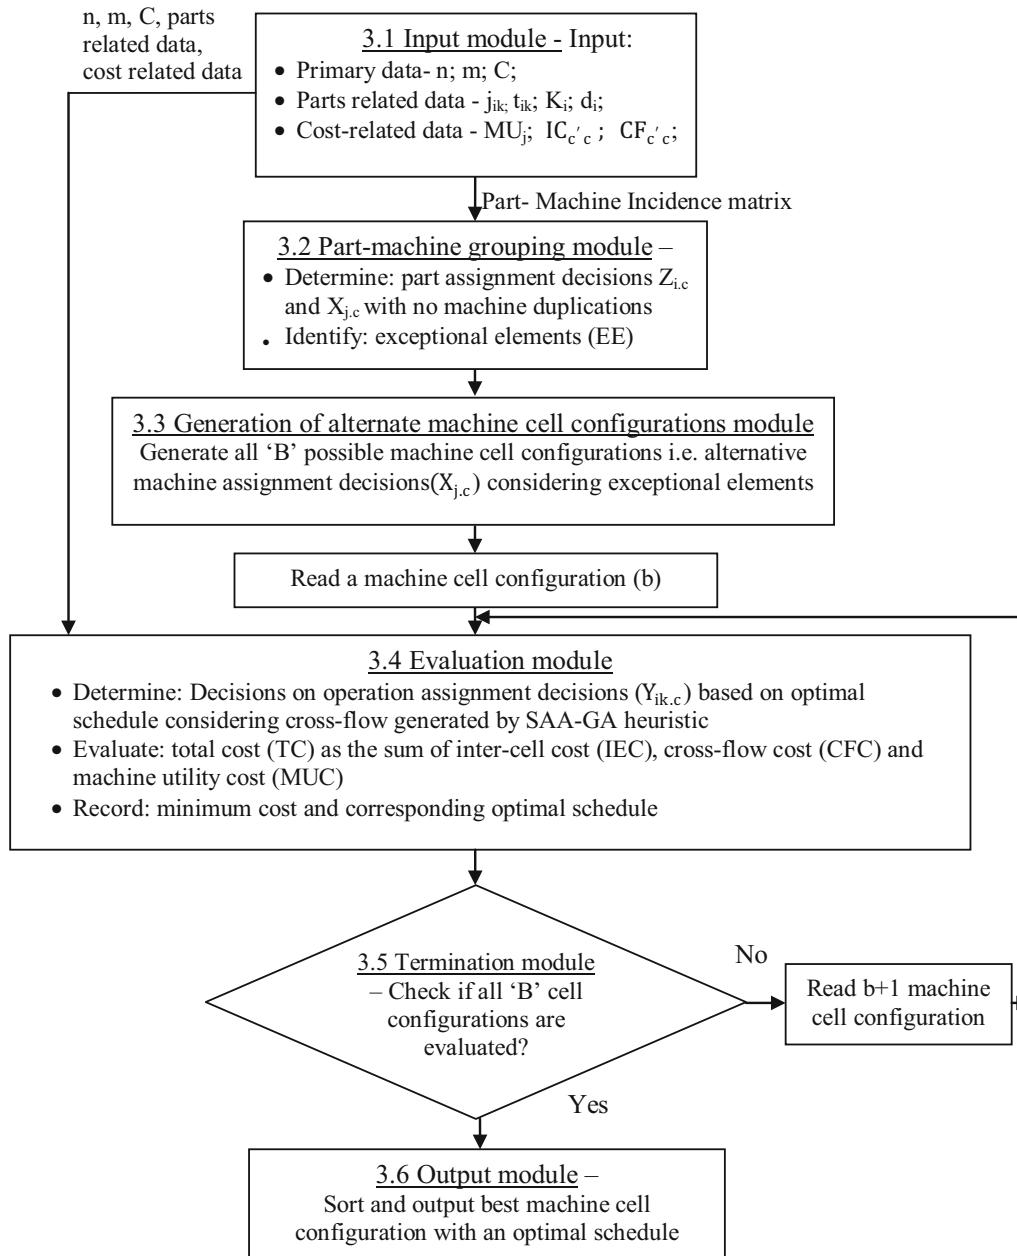 n, m, C, parts
related data,
cost related data
3.1 Input module - Input:
• Primary data- n; m; C;
• Parts related data - j_ik; t_ik; K_i; d_i;
• Cost-related data - MU_j; IC_c′c ; CF_c′c;
Part- Machine Incidence matrix
3.2 Part-machine grouping module –
• Determine: part assignment decisions Z_i.c
and X_j.c with no machine duplications
• Identify: exceptional elements (EE)
3.3 Generation of alternate machine cell configurations module
Generate all ‘B’ possible machine cell configurations i.e. alternative
machine assignment decisions(X_j.c) considering exceptional elements
Read a machine cell configuration (b)
3.4 Evaluation module
• Determine: Decisions on operation assignment decisions (Y_ik.c) based on optimal
schedule considering cross-flow generated by SAA-GA heuristic
• Evaluate: total cost (TC) as the sum of inter-cell cost (IEC), cross-flow cost (CFC) and
machine utility cost (MUC)
• Record: minimum cost and corresponding optimal schedule
3.5 Termination module
– Check if all ‘B’ cell
configurations are
evaluated?
No
Read b+1 machine
cell configuration
Yes
3.6 Output module –
Sort and output best machine cell
configuration with an optimal schedule